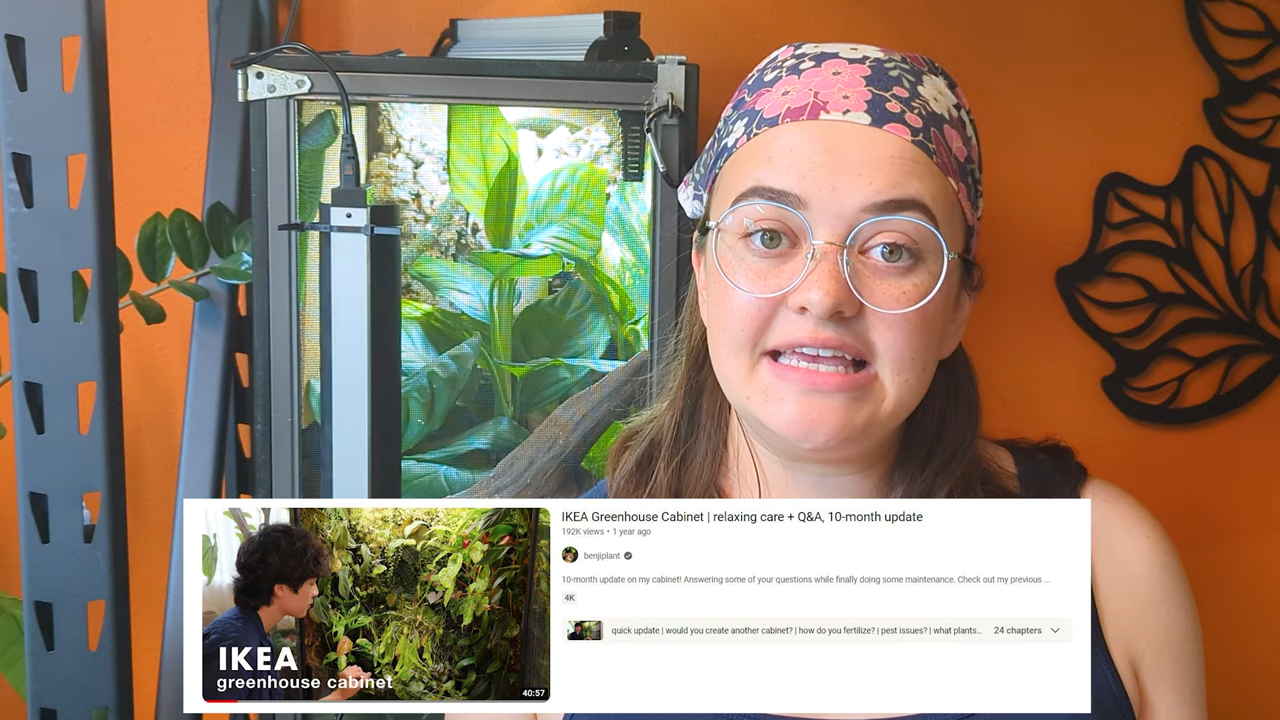 IKEA Greenhouse Cabinet | relaxing care + Q&A, 10-month update
192K views • 1 year ago
benjiplant
10-month update on my cabinet! Answering some of your questions while finally doing some maintenance. Check out my previous ...
4K
quick update | would you create another cabinet? | how do you fertilize? | pest issues? | what plants... 24 chapters
IKEA
greenhouse cabinet
40:57